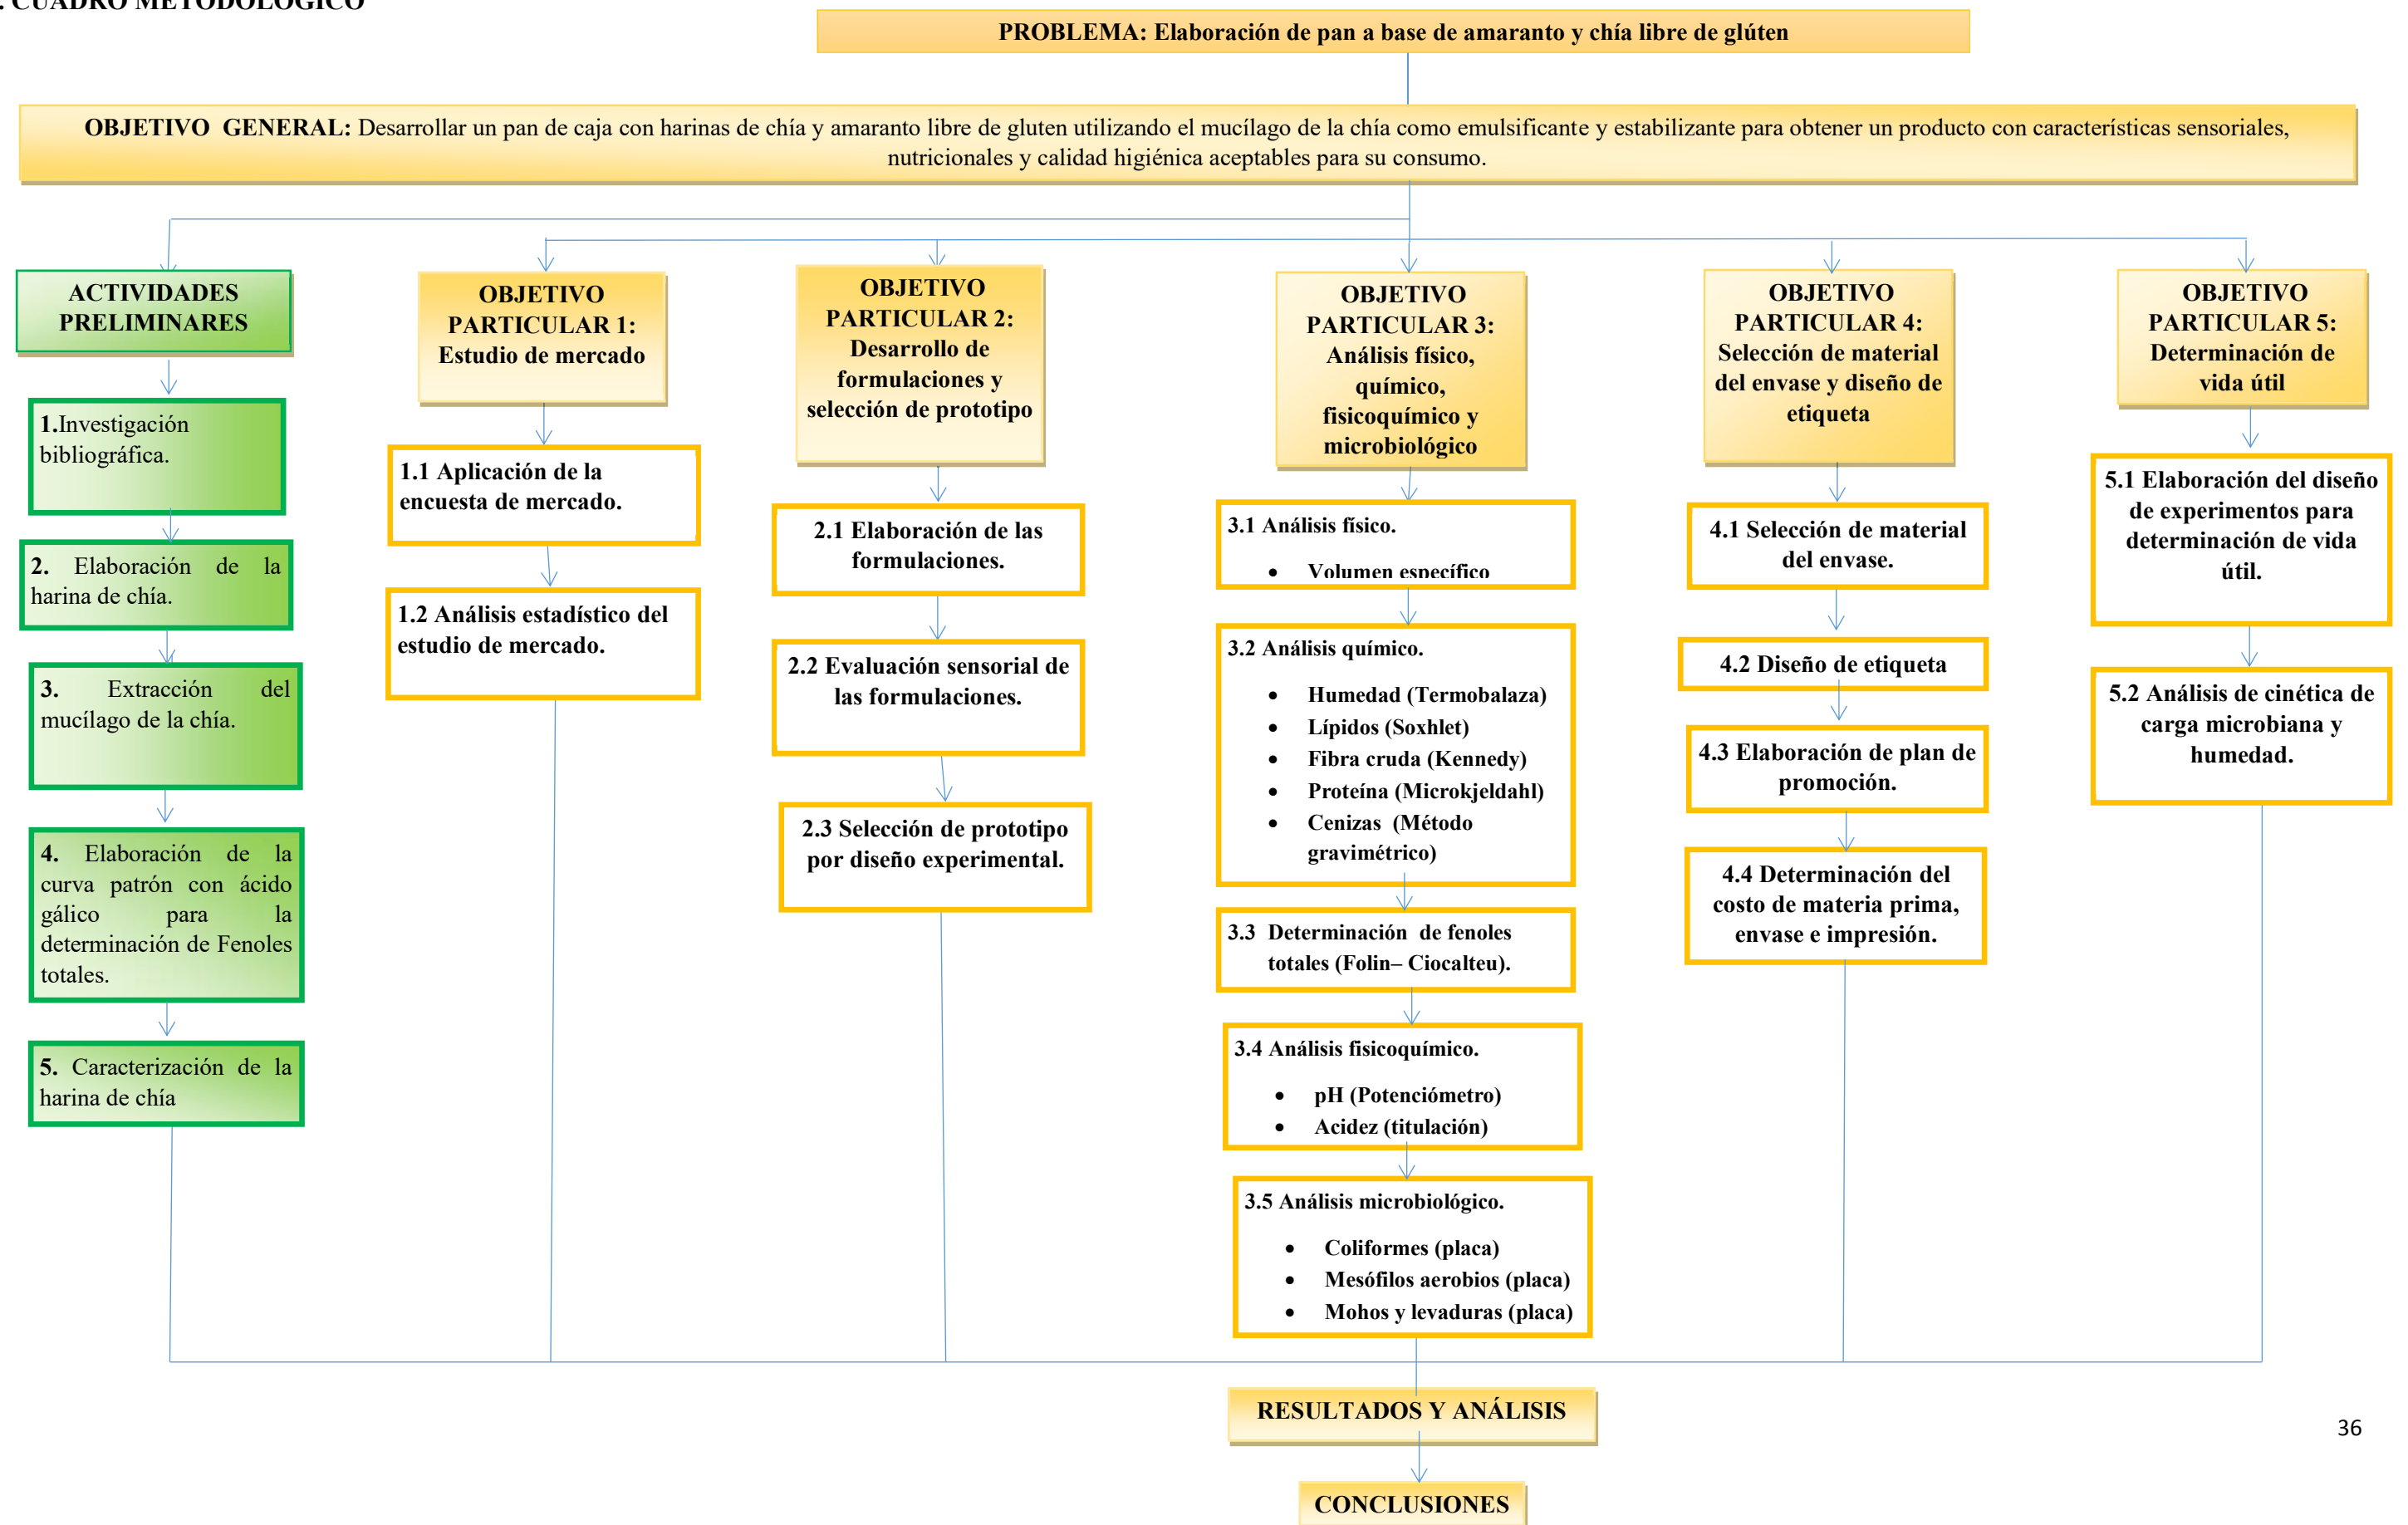 . CUADRO METODOLÓGICO
PROBLEMA: Elaboración de pan a base de amaranto y chía libre de glúten
OBJETIVO GENERAL: Desarrollar un pan de caja con harinas de chía y amaranto libre de gluten utilizando el mucílago de la chía como emulsificante y estabilizante para obtener un producto con características sensoriales,
nutricionales y calidad higiénica aceptables para su consumo.
ACTIVIDADES
PRELIMINARES
1.Investigación
bibliográfica.
2. Elaboración de la
harina de chía.
3. Extracción del
mucílago de la chía.
4. Elaboración de la
curva patrón con ácido
gálico para la
determinación de Fenoles
totales.
5. Caracterización de la
harina de chía
OBJETIVO
PARTICULAR 1:
Estudio de mercado
1.1 Aplicación de la
encuesta de mercado.
1.2 Análisis estadístico del
estudio de mercado.
OBJETIVO
PARTICULAR 2:
Desarrollo de
formulaciones y
selección de prototipo
2.1 Elaboración de las
formulaciones.
2.2 Evaluación sensorial de
las formulaciones.
2.3 Selección de prototipo
por diseño experimental.
OBJETIVO
PARTICULAR 3:
Análisis físico,
químico,
fisicoquímico y
microbiológico
3.1 Análisis físico.
• Volumen específico
3.2 Análisis químico.
• Humedad (Termobalaza)
• Lípidos (Soxhlet)
• Fibra cruda (Kennedy)
• Proteína (Microkjeldahl)
• Cenizas (Método
gravimétrico)
3.3 Determinación de fenoles
totales (Folin– Ciocalteu).
3.4 Análisis fisicoquímico.
• pH (Potenciómetro)
• Acidez (titulación)
3.5 Análisis microbiológico.
• Coliformes (placa)
• Mesófilos aerobios (placa)
• Mohos y levaduras (placa)
OBJETIVO
PARTICULAR 4:
Selección de material
del envase y diseño de
etiqueta
4.1 Selección de material
del envase.
4.2 Diseño de etiqueta
4.3 Elaboración de plan de
promoción.
4.4 Determinación del
costo de materia prima,
envase e impresión.
OBJETIVO
PARTICULAR 5:
Determinación de
vida útil
5.1 Elaboración del diseño
de experimentos para
determinación de vida
útil.
5.2 Análisis de cinética de
carga microbiana y
humedad.
RESULTADOS Y ANÁLISIS
CONCLUSIONES
36